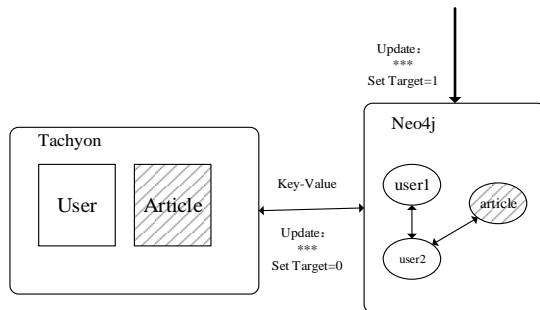 Update：
***
Set Target=1
Tachyon
Neo4j
User
Article
Key-Value
Update：
***
Set Target=0
user1
article
user2